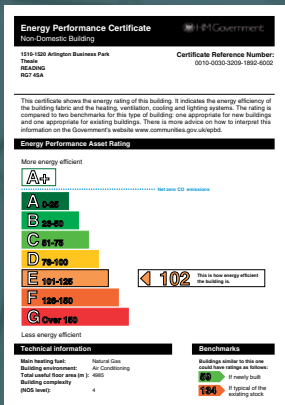 Energy Performance Certificate
Non-Domestic Building
HM Government
1510-1520 Arlington Business Park
Theale
READING
RG7 4SA
Certificate Reference Number:
0010-0030-3209-1892-6002
This certificate shows the energy rating of this building. It indicates the energy efficiency of
the building fabric and the heating, ventilation, cooling and lighting systems. The rating is
compared to two benchmarks for this type of building: one appropriate for new buildings
and one appropriate for existing buildings. There is more advice on how to interpret this
information on the Government's website www.communities.gov.uk/epbd.
Energy Performance Asset Rating
More energy efficient
A+
Net zero CO emissions
A 0-25
B 26-50
C 51-75
D 76-100
E 101-125
102 This is how energy efficient
the building is.
F 126-150
G Over 150
Less energy efficient
Technical information
Main heating fuel: Natural Gas
Building environment: Air Conditioning
Total useful floor area (m ): 4985
Building complexity
(NOS level): 4
Benchmarks
Buildings similar to this one
could have ratings as follows:
If newly built
134 If typical of the
existing stock